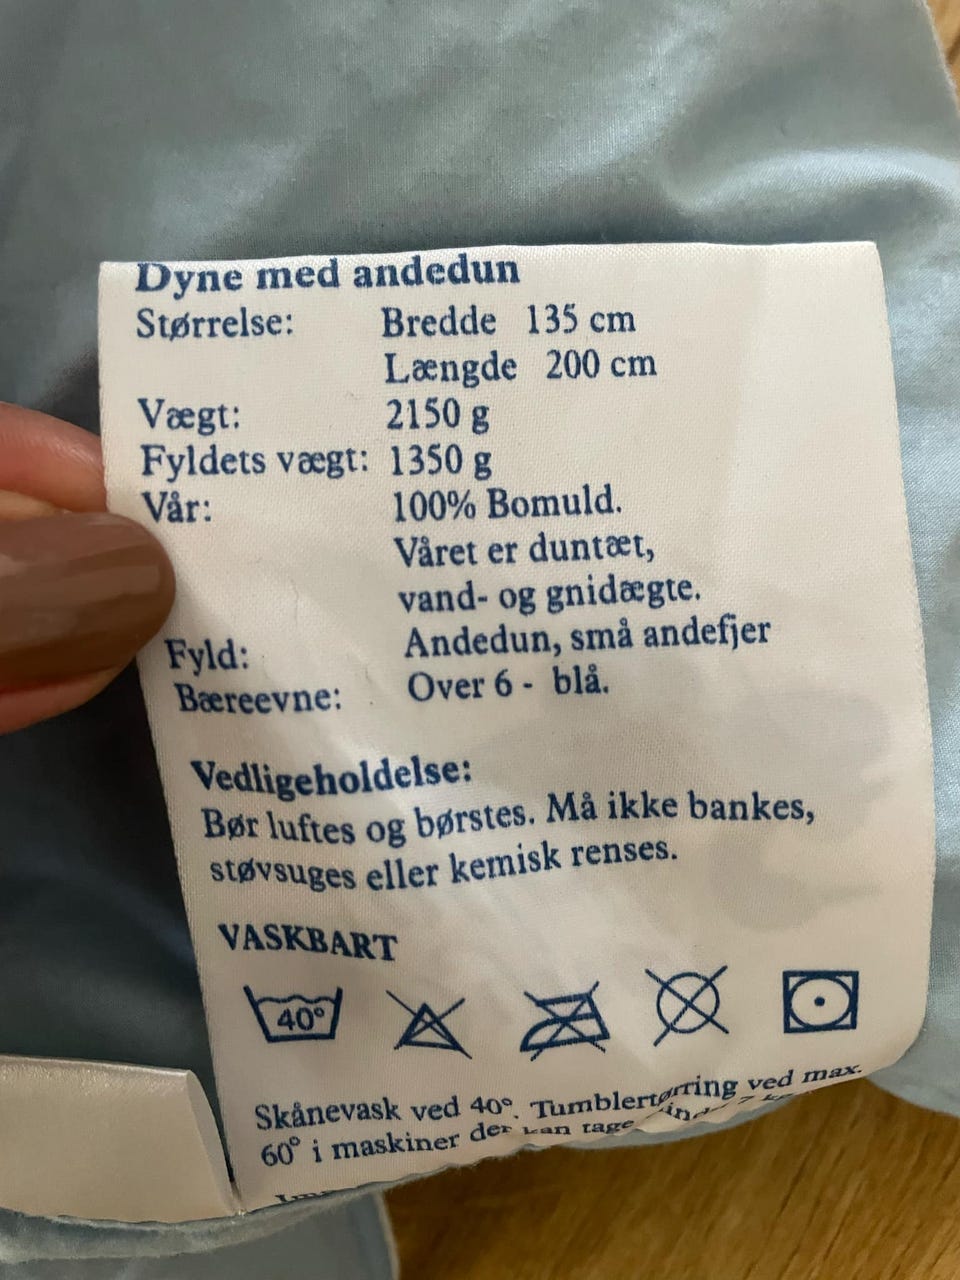 Dyne med andedun
Størrelse: Bredde 135 cm
Længde 200 cm
Vægt: 2150 g
Fyldets vægt: 1350 g
Vår: 100% Bomuld.
Våret er duntæt,
vand- og gnidægte.
Fyld: Andedun, små andefjer
Bæreevne: Over 6 - blå.
Vedligeholdelse:
Bør luftes og børstes. Må ikke bankes,
støvsuges eller kemisk renses.
VASKBART
40°
Skånevask ved 40°. Tumblertørring ved max.
60° i maskiner der kan tage